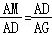 AM/AD = AD/AG